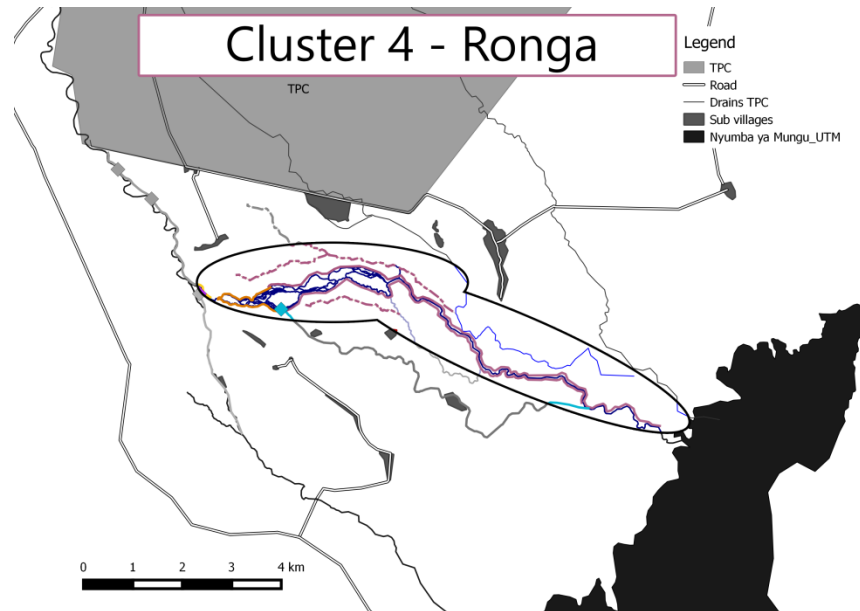 Cluster 4 - Ronga
TPC
Legend
TPC
Road
Drains TPC
Sub villages
Nyumba ya Mungu_UTM
0 1 2 3 4 km